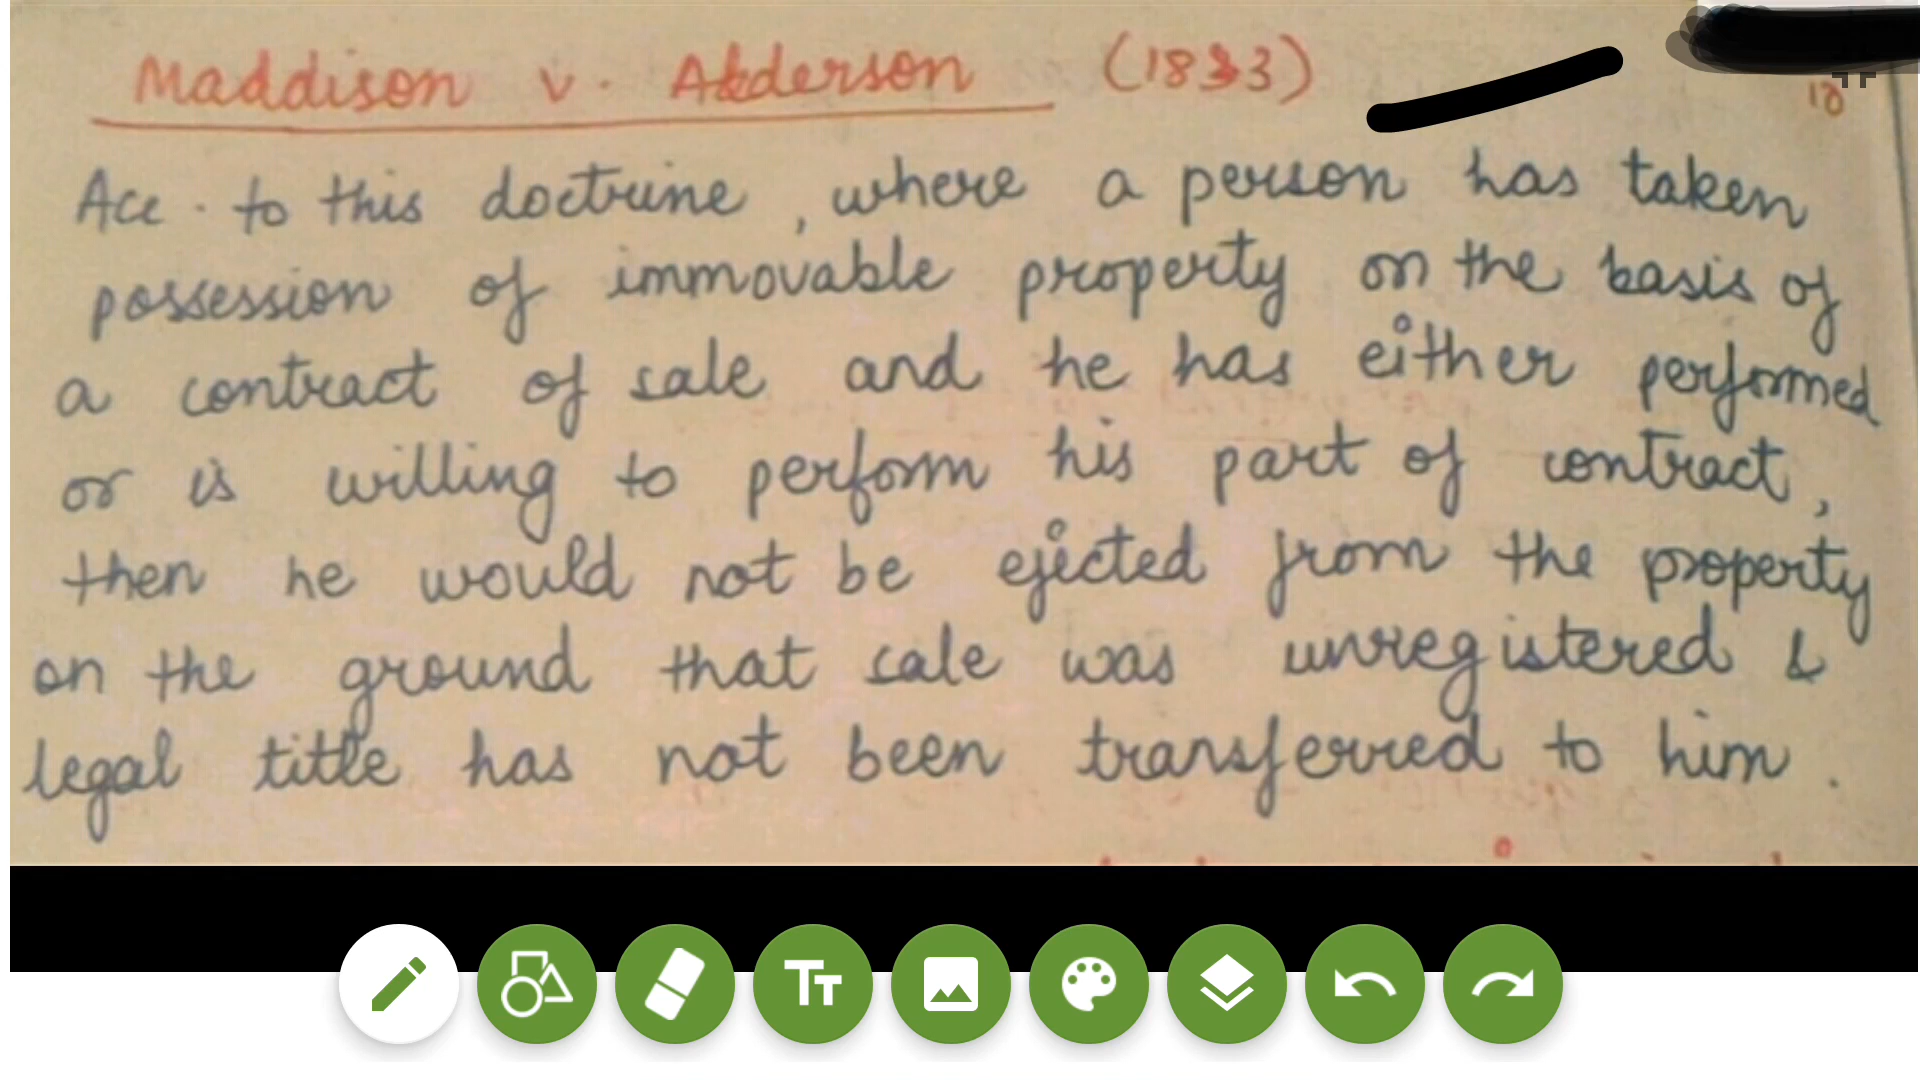 Maddison v. Alderson (1883)
18
Acc. to this doctrine, where a person has taken
possession of immovable property on the basis of
a contract of sale and he has either performed
or is willing to perform his part of contract,
then he would not be ejected from the property
on the ground that sale was unregistered &
legal title has not been transferred to him.
Tт